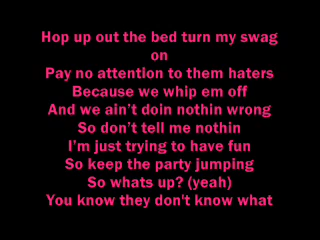 Hop up out the bed turn my swag
on
Pay no attention to them haters
Because we whip em off
And we ain’t doin nothin wrong
So don’t tell me nothin
I’m just trying to have fun
So keep the party jumping
So whats up? (yeah)
You know they don't know what